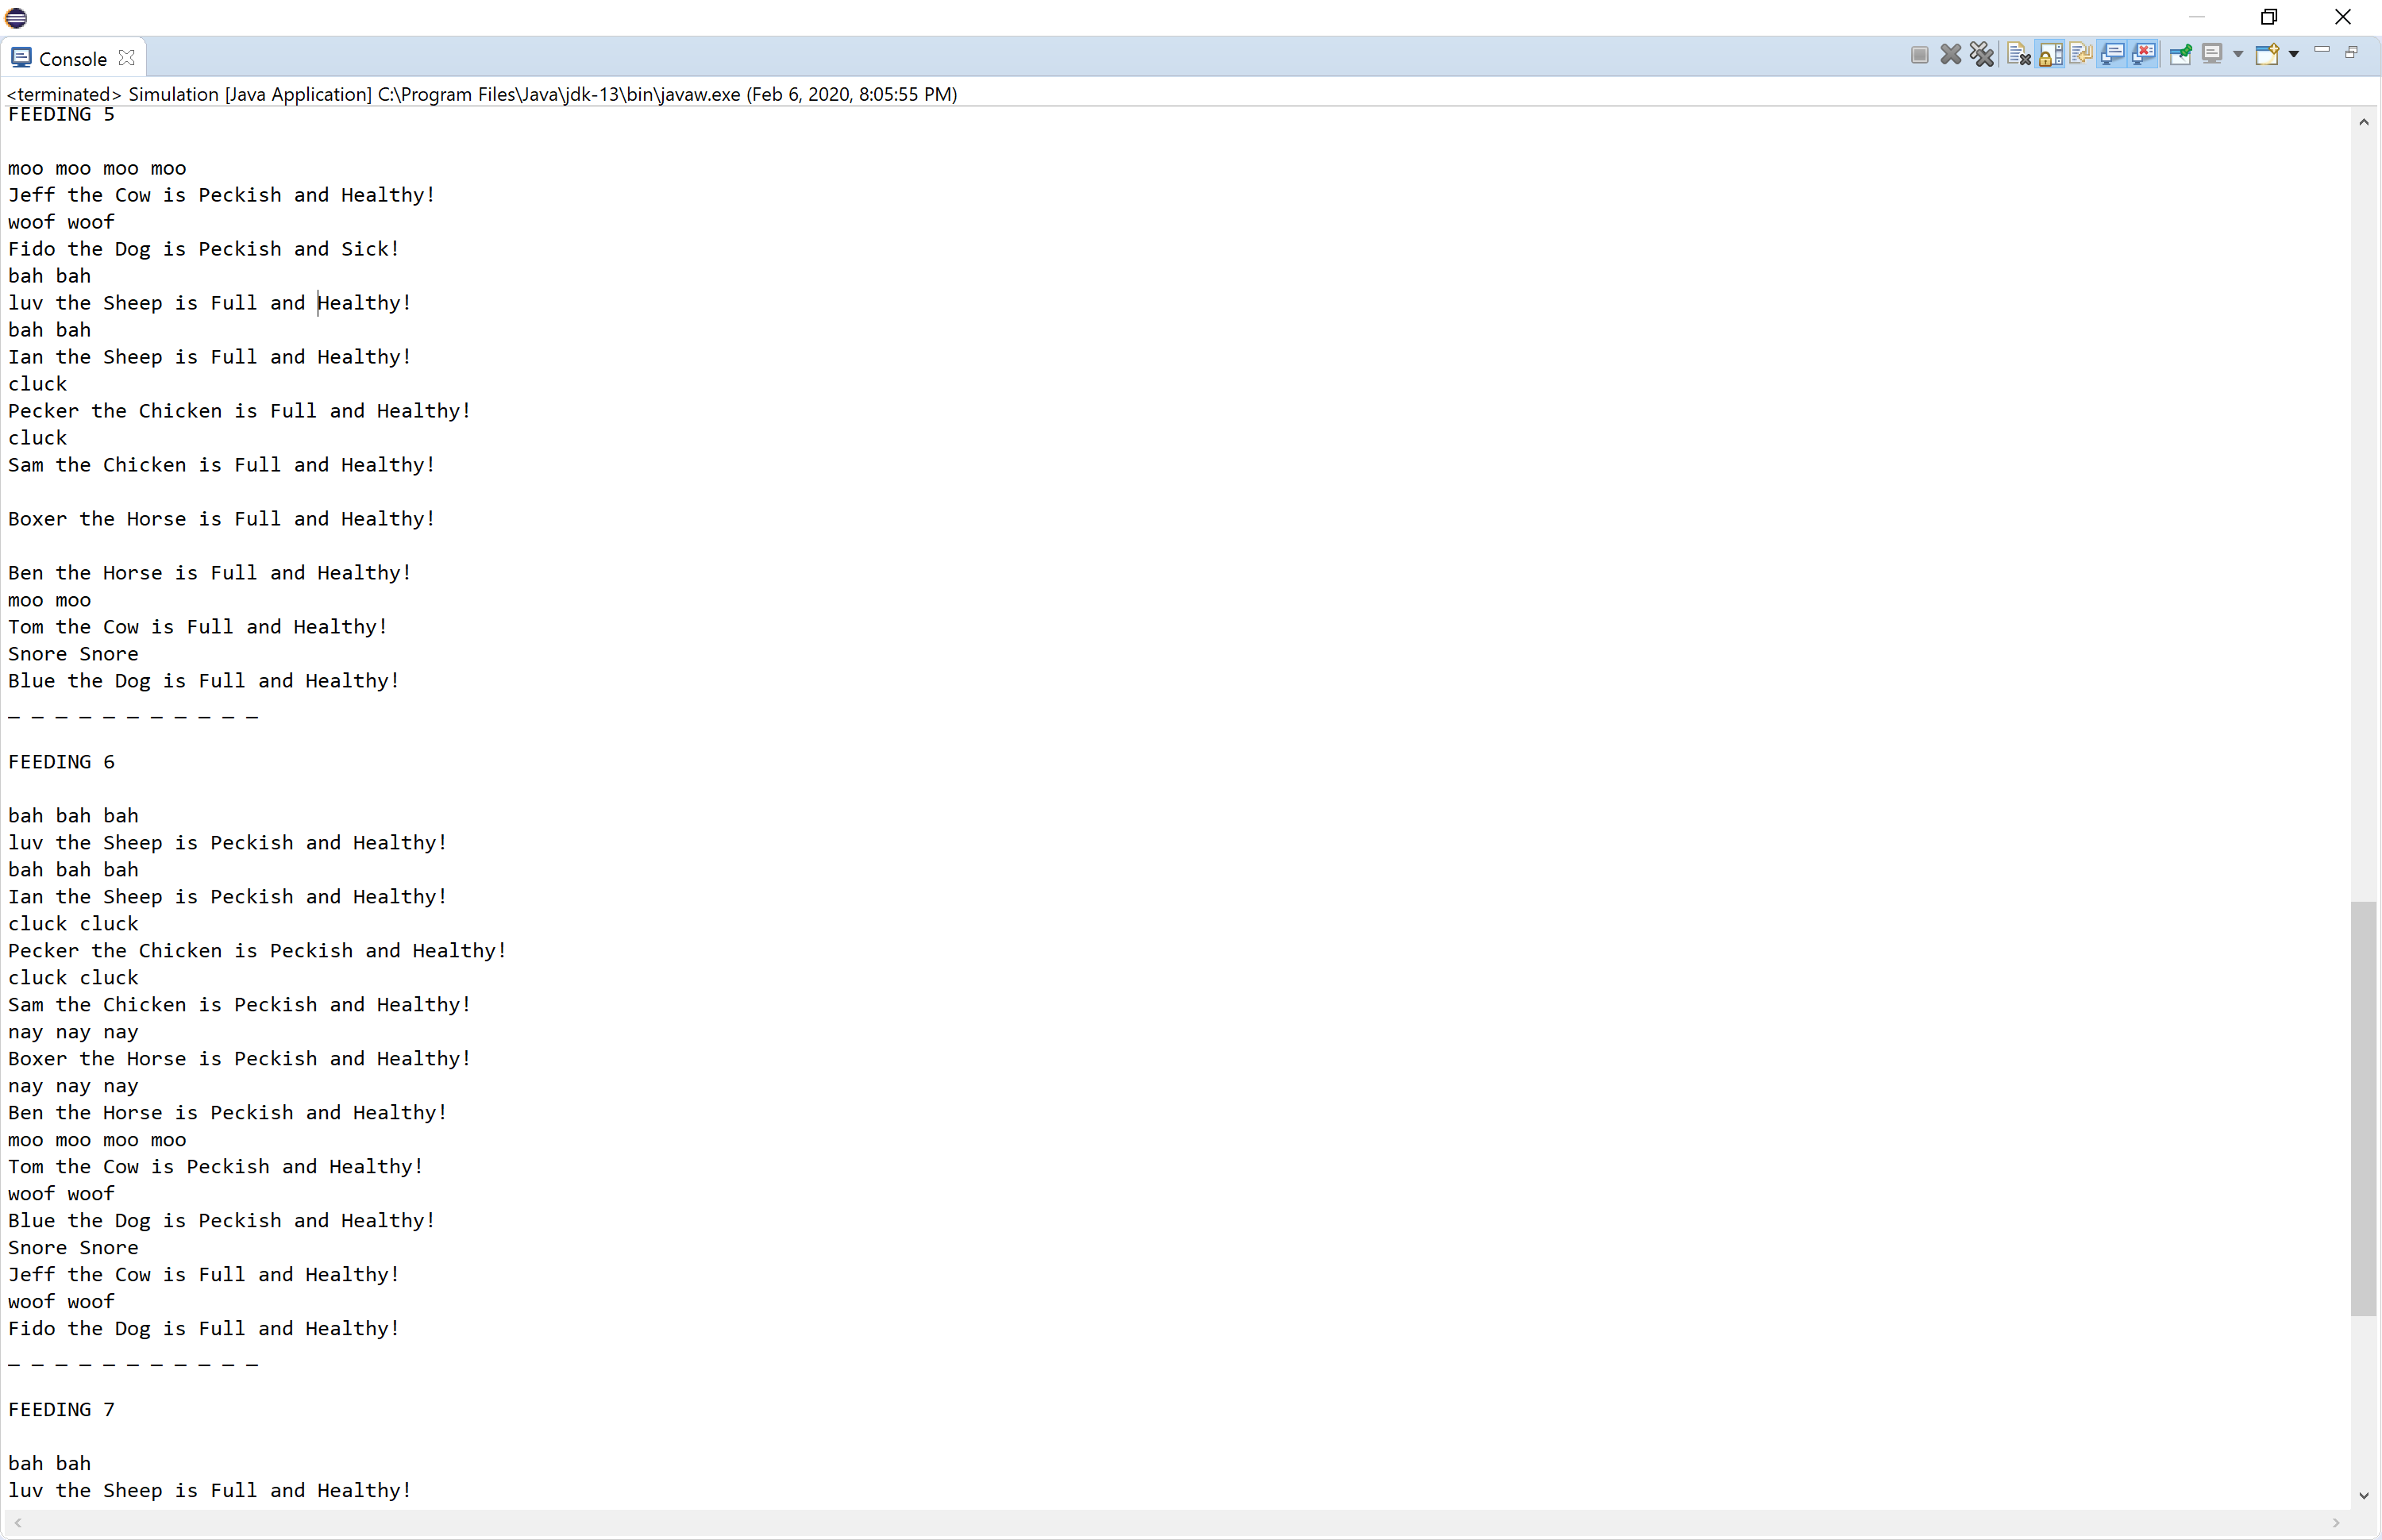 Console
<terminated> Simulation [Java Application] C:\Program Files\Java\jdk-13\bin\javaw.exe (Feb 6, 2020, 8:05:55 PM)
FEEDING 5
moo moo moo moo
Jeff the Cow is Peckish and Healthy!
woof woof
Fido the Dog is Peckish and Sick!
bah bah
luv the Sheep is Full and Healthy!
bah bah
Ian the Sheep is Full and Healthy!
cluck
Pecker the Chicken is Full and Healthy!
cluck
Sam the Chicken is Full and Healthy!
Boxer the Horse is Full and Healthy!
Ben the Horse is Full and Healthy!
moo moo
Tom the Cow is Full and Healthy!
Snore Snore
Blue the Dog is Full and Healthy!
_ _ _ _ _ _ _ _ _ _ _
FEEDING 6
bah bah bah
luv the Sheep is Peckish and Healthy!
bah bah bah
Ian the Sheep is Peckish and Healthy!
cluck cluck
Pecker the Chicken is Peckish and Healthy!
cluck cluck
Sam the Chicken is Peckish and Healthy!
nay nay nay
Boxer the Horse is Peckish and Healthy!
nay nay nay
Ben the Horse is Peckish and Healthy!
moo moo moo moo
Tom the Cow is Peckish and Healthy!
woof woof
Blue the Dog is Peckish and Healthy!
Snore Snore
Jeff the Cow is Full and Healthy!
woof woof
Fido the Dog is Full and Healthy!
_ _ _ _ _ _ _ _ _ _ _
FEEDING 7
bah bah
luv the Sheep is Full and Healthy!